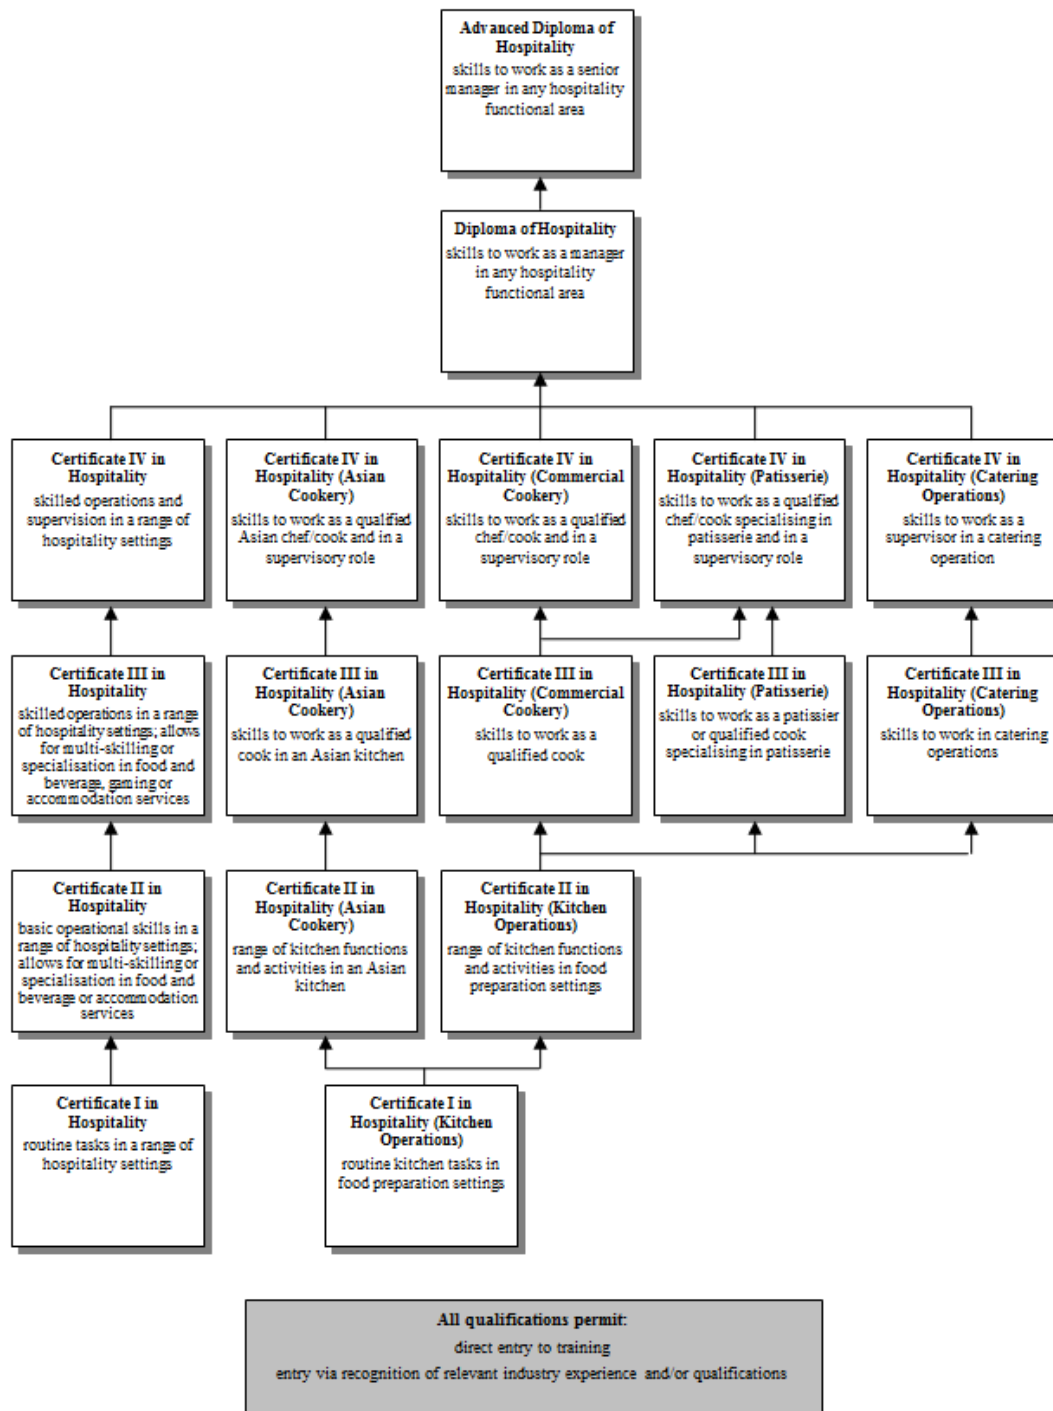 Advanced Diploma of
Hospitality
skills to work as a senior
manager in any hospitality
functional area
Diploma of Hospitality
skills to work as a manager
in any hospitality
functional area
Certificate IV in
Hospitality
skilled operations and
supervision in a range of
hospitality settings
Certificate IV in
Hospitality (Asian
Cookery)
skills to work as a qualified
Asian chef/cook and in a
supervisory role
Certificate IV in
Hospitality (Commercial
Cookery)
skills to work as a qualified
chef/cook and in a
supervisory role
Certificate IV in
Hospitality (Patisserie)
skills to work as a qualified
chef/cook specialising in
patisserie and in a
supervisory role
Certificate IV in
Hospitality (Catering
Operations)
skills to work as a
supervisor in a catering
operation
Certificate III in
Hospitality
skilled operations in a range
of hospitality settings; allows
for multi-skilling or
specialisation in food and
beverage, gaming or
accommodation services
Certificate III in
Hospitality (Asian
Cookery)
skills to work as a qualified
cook in an Asian kitchen
Certificate III in
Hospitality (Commercial
Cookery)
skills to work as a
qualified cook
Certificate III in
Hospitality (Patisserie)
skills to work as a patissier
or qualified cook
specialising in patisserie
Certificate III in
Hospitality (Catering
Operations)
skills to work in catering
operations
Certificate II in
Hospitality
basic operational skills in a
range of hospitality settings;
allows for multi-skilling or
specialisation in food and
beverage or accommodation
services
Certificate II in
Hospitality (Asian
Cookery)
range of kitchen functions
and activities in an Asian
kitchen
Certificate II in
Hospitality (Kitchen
Operations)
range of kitchen functions
and activities in food
preparation settings
Certificate I in
Hospitality
routine tasks in a range of
hospitality settings
Certificate I in
Hospitality (Kitchen
Operations)
routine kitchen tasks in
food preparation settings
All qualifications permit:
direct entry to training
entry via recognition of relevant industry experience and/or qualifications